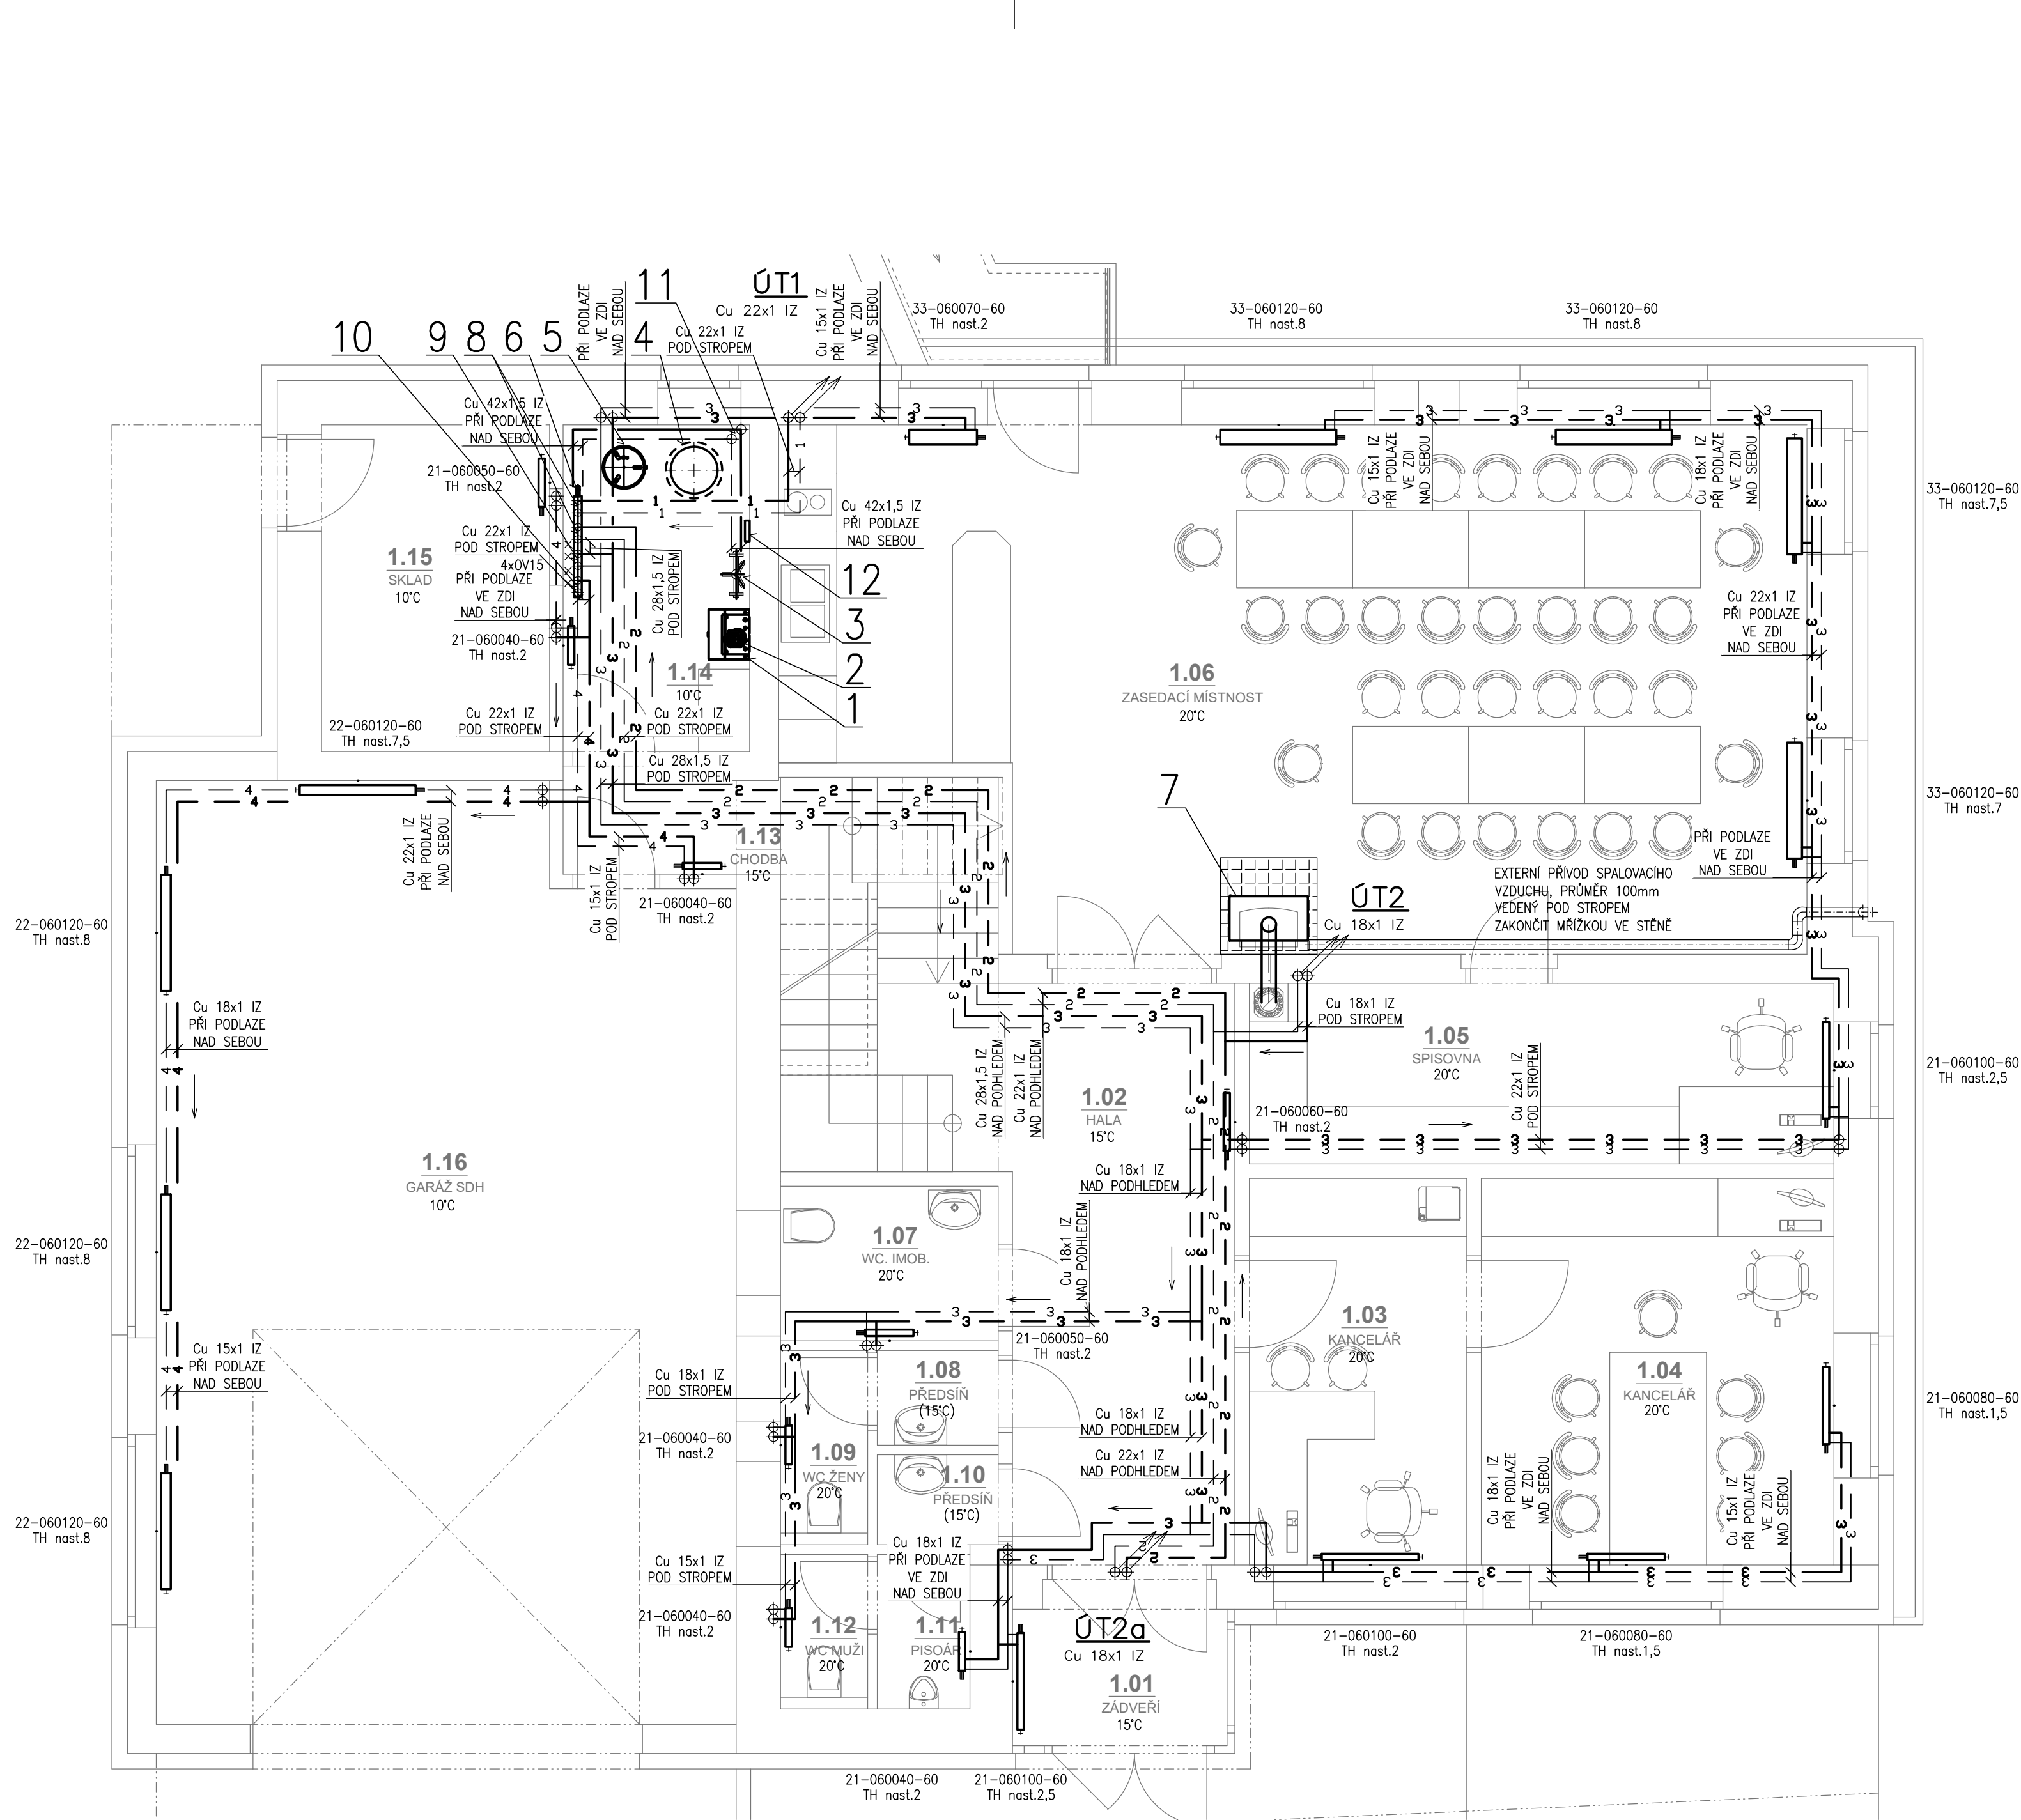 ÚT1
Cu 22x1 IZ
11
10
9
8
6
5
4
PŘI PODLAZE
VE ZDI
NAD SEBOU
Cu 22x1 IZ
POD STROPEM
Cu 15x1 IZ
PŘI PODLAZE
VE ZDI
NAD SEBOU
33-060070-60
TH nast.2
33-060120-60
TH nast.8
33-060120-60
TH nast.8
Cu 42x1,5 IZ
PŘI PODLAZE
NAD SEBOU
21-060050-60
TH nast.2
Cu 22x1 IZ
POD STROPEM
4xOV15
PŘI PODLAZE
VE ZDI
NAD SEBOU
21-060040-60
TH nast.2
1.15
SKLAD
10°C
Cu 28x1,5 IZ
POD STROPEM
Cu 42x1,5 IZ
PŘI PODLAZE
NAD SEBOU
12
3
2
1
1.14
10°C
Cu 15x1 IZ
PŘI PODLAZE
VE ZDI
NAD SEBOU
Cu 18x1 IZ
PŘI PODLAZE
VE ZDI
NAD SEBOU
33-060120-60
TH nast.7,5
Cu 22x1 IZ
PŘI PODLAZE
VE ZDI
NAD SEBOU
1.06
ZASEDACÍ MÍSTNOST
20°C
22-060120-60
TH nast.7,5
Cu 22x1 IZ
POD STROPEM
Cu 22x1 IZ
POD STROPEM
Cu 28x1,5 IZ
POD STROPEM
7
33-060120-60
TH nast.7
PŘI PODLAZE
VE ZDI
NAD SEBOU
Cu 22x1 IZ
PŘI PODLAZE
NAD SEBOU
1.13
CHODBA
15°C
Cu 15x1 IZ
POD STROPEM
21-060040-60
TH nast.2
EXTERNÍ PŘÍVOD SPALOVACÍHO
VZDUCHU, PRŮMĚR 100mm
VEDENÝ POD STROPEM
ZAKONČIT MŘÍŽKOU VE STĚNĚ
ÚT2
Cu 18x1 IZ
22-060120-60
TH nast.8
Cu 18x1 IZ
PŘI PODLAZE
NAD SEBOU
Cu 18x1 IZ
POD STROPEM
1.05
SPISOVNA
20°C
Cu 28x1,5 IZ
NAD PODHLEDEM
Cu 22x1 IZ
NAD PODHLEDEM
1.02
HALA
15°C
21-060060-60
TH nast.2
Cu 22x1 IZ
POD STROPEM
21-060100-60
TH nast.2,5
1.16
GARÁŽ SDH
10°C
Cu 18x1 IZ
NAD PODHLEDEM
22-060120-60
TH nast.8
1.07
WC. IMOB.
20°C
Cu 18x1 IZ
NAD PODHLEDEM
21-060050-60
TH nast.2
1.03
KANCELÁŘ
20°C
Cu 15x1 IZ
PŘI PODLAZE
NAD SEBOU
Cu 18x1 IZ
POD STROPEM
1.08
PŘEDSÍŇ
(15°C)
1.04
KANCELÁŘ
20°C
21-060080-60
TH nast.1,5
21-060040-60
TH nast.2
1.09
WC ŽENY
20°C
Cu 18x1 IZ
NAD PODHLEDEM
Cu 22x1 IZ
NAD PODHLEDEM
1.10
PŘEDSÍŇ
(15°C)
22-060120-60
TH nast.8
Cu 18x1 IZ
PŘI PODLAZE
VE ZDI
NAD SEBOU
Cu 15x1 IZ
PŘI PODLAZE
VE ZDI
NAD SEBOU
Cu 15x1 IZ
POD STROPEM
Cu 18x1 IZ
PŘI PODLAZE
VE ZDI
NAD SEBOU
21-060040-60
TH nast.2
1.12
WC MUŽI
20°C
1.11
PISOÁR
20°C
ÚT2a
Cu 18x1 IZ
1.01
ZÁDVEŘÍ
15°C
21-060100-60
TH nast.2
21-060080-60
TH nast.1,5
21-060040-60
TH nast.2
21-060100-60
TH nast.2,5